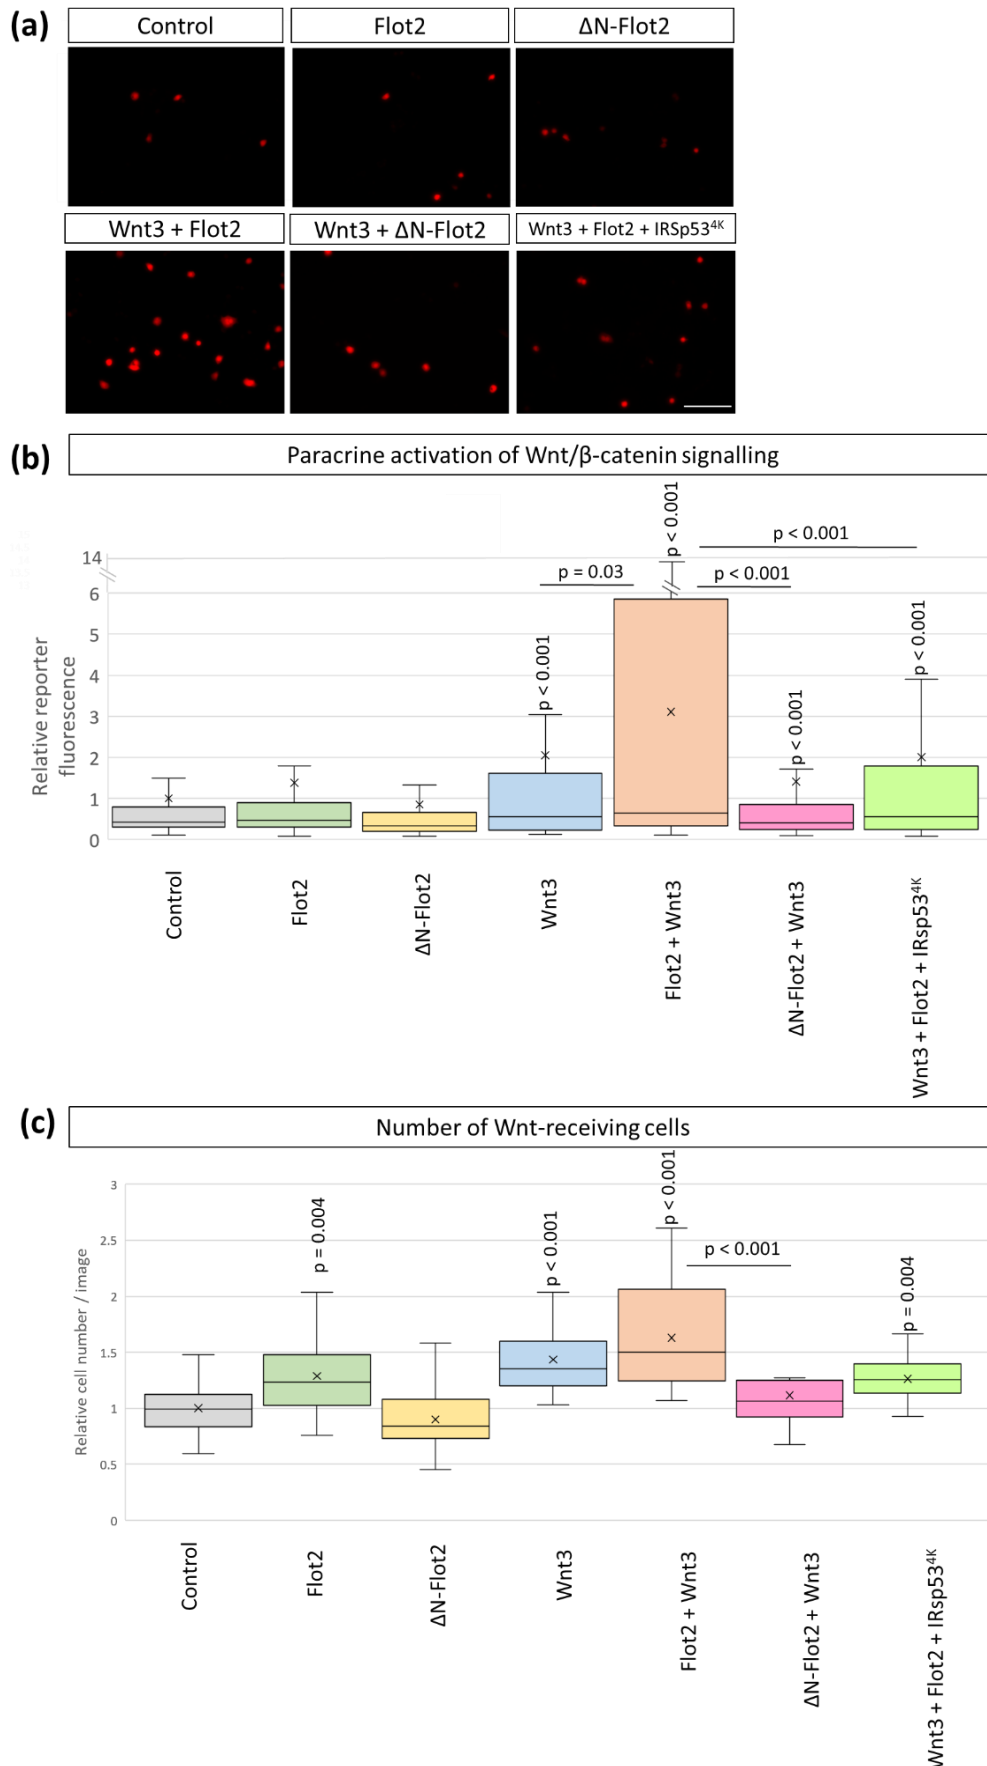 (a)
Control
Flot2
ΔN-Flot2
Wnt3 + Flot2
Wnt3 + ΔN-Flot2
Wnt3 + Flot2 + IRSp53⁴ᴷ
(b)
Paracrine activation of Wnt/β-catenin signalling
Relative reporter
fluorescence
14
6
5
4
3
2
1
0
p < 0.001
p < 0.001
p = 0.03
p < 0.001
p < 0.001
p < 0.001
p < 0.001
Control
Flot2
ΔN-Flot2
Wnt3
Flot2 + Wnt3
ΔN-Flot2 + Wnt3
Wnt3 + Flot2 + IRsp53⁴ᴷ
(c)
Number of Wnt-receiving cells
Relative cell number / image
3
2.5
2
1.5
1
0.5
0
p = 0.004
p < 0.001
p < 0.001
p < 0.001
p = 0.004
Control
Flot2
ΔN-Flot2
Wnt3
Flot2 + Wnt3
ΔN-Flot2 + Wnt3
Wnt3 + Flot2 + IRsp53⁴ᴷ